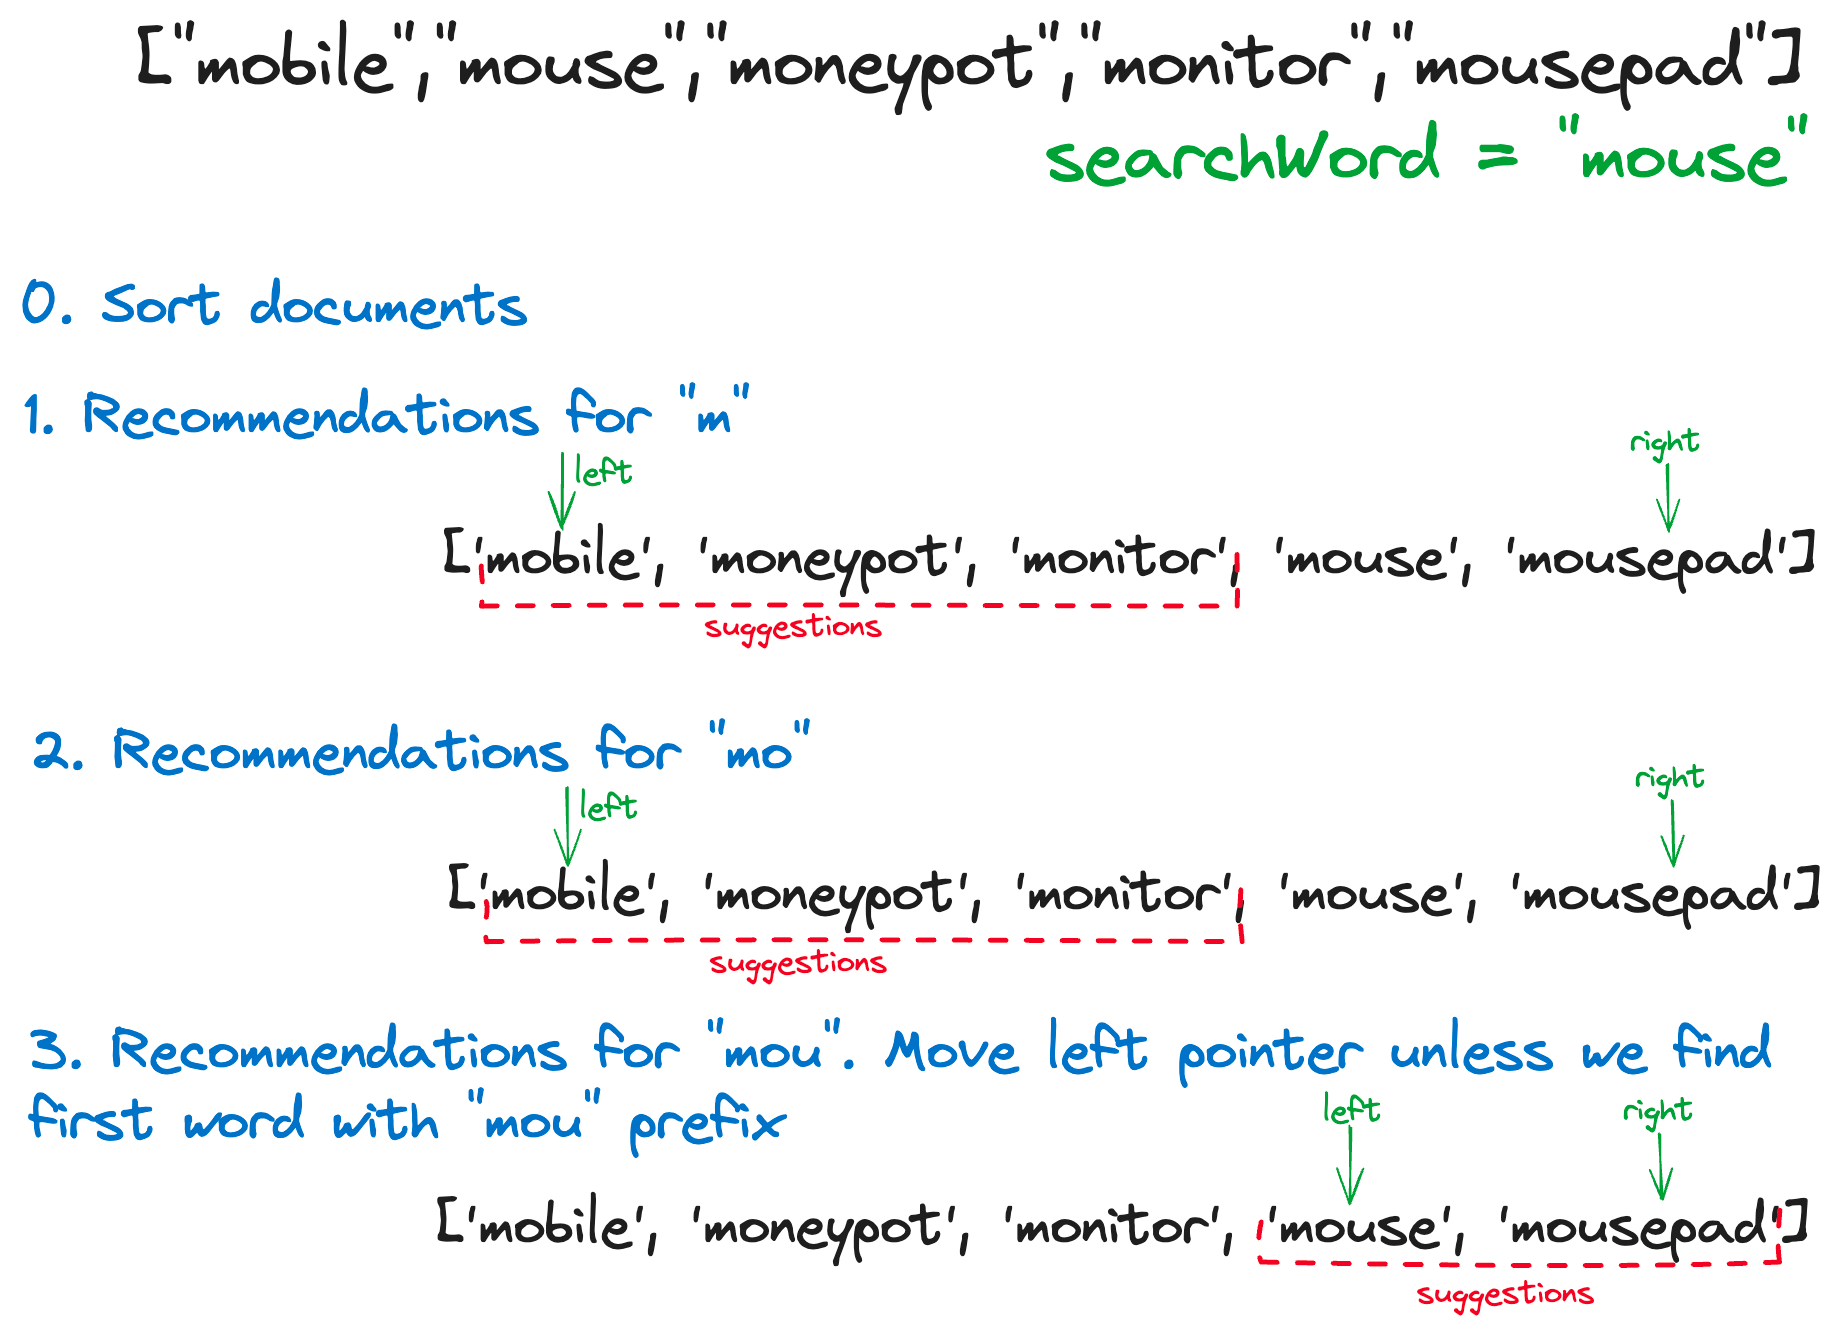 ["mobile","mouse","moneypot","monitor","mousepad"]
searchWord = "mouse"
0. Sort documents
1. Recommendations for "m"
left
right
['mobile', 'moneypot', 'monitor', 'mouse', 'mousepad']
suggestions
2. Recommendations for "mo"
left
right
['mobile', 'moneypot', 'monitor', 'mouse', 'mousepad']
suggestions
3. Recommendations for "mou". Move left pointer unless we find
first word with "mou" prefix
left
right
['mobile', 'moneypot', 'monitor', 'mouse', 'mousepad']
suggestions